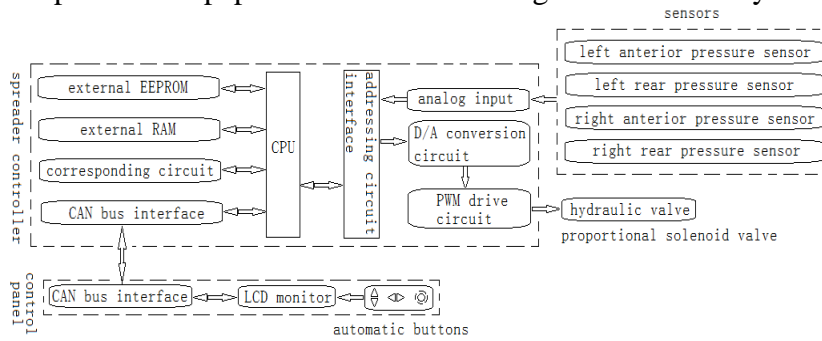 sensors
left anterior pressure sensor
left rear pressure sensor
right anterior pressure sensor
right rear pressure sensor
spreader controller
external EEPROM
external RAM
corresponding circuit
CAN bus interface
CPU
addressing circuit
interface
analog input
D/A conversion
circuit
PWM drive
circuit
hydraulic valve
proportional solenoid valve
control
panel
CAN bus interface
LCD monitor
automatic buttons